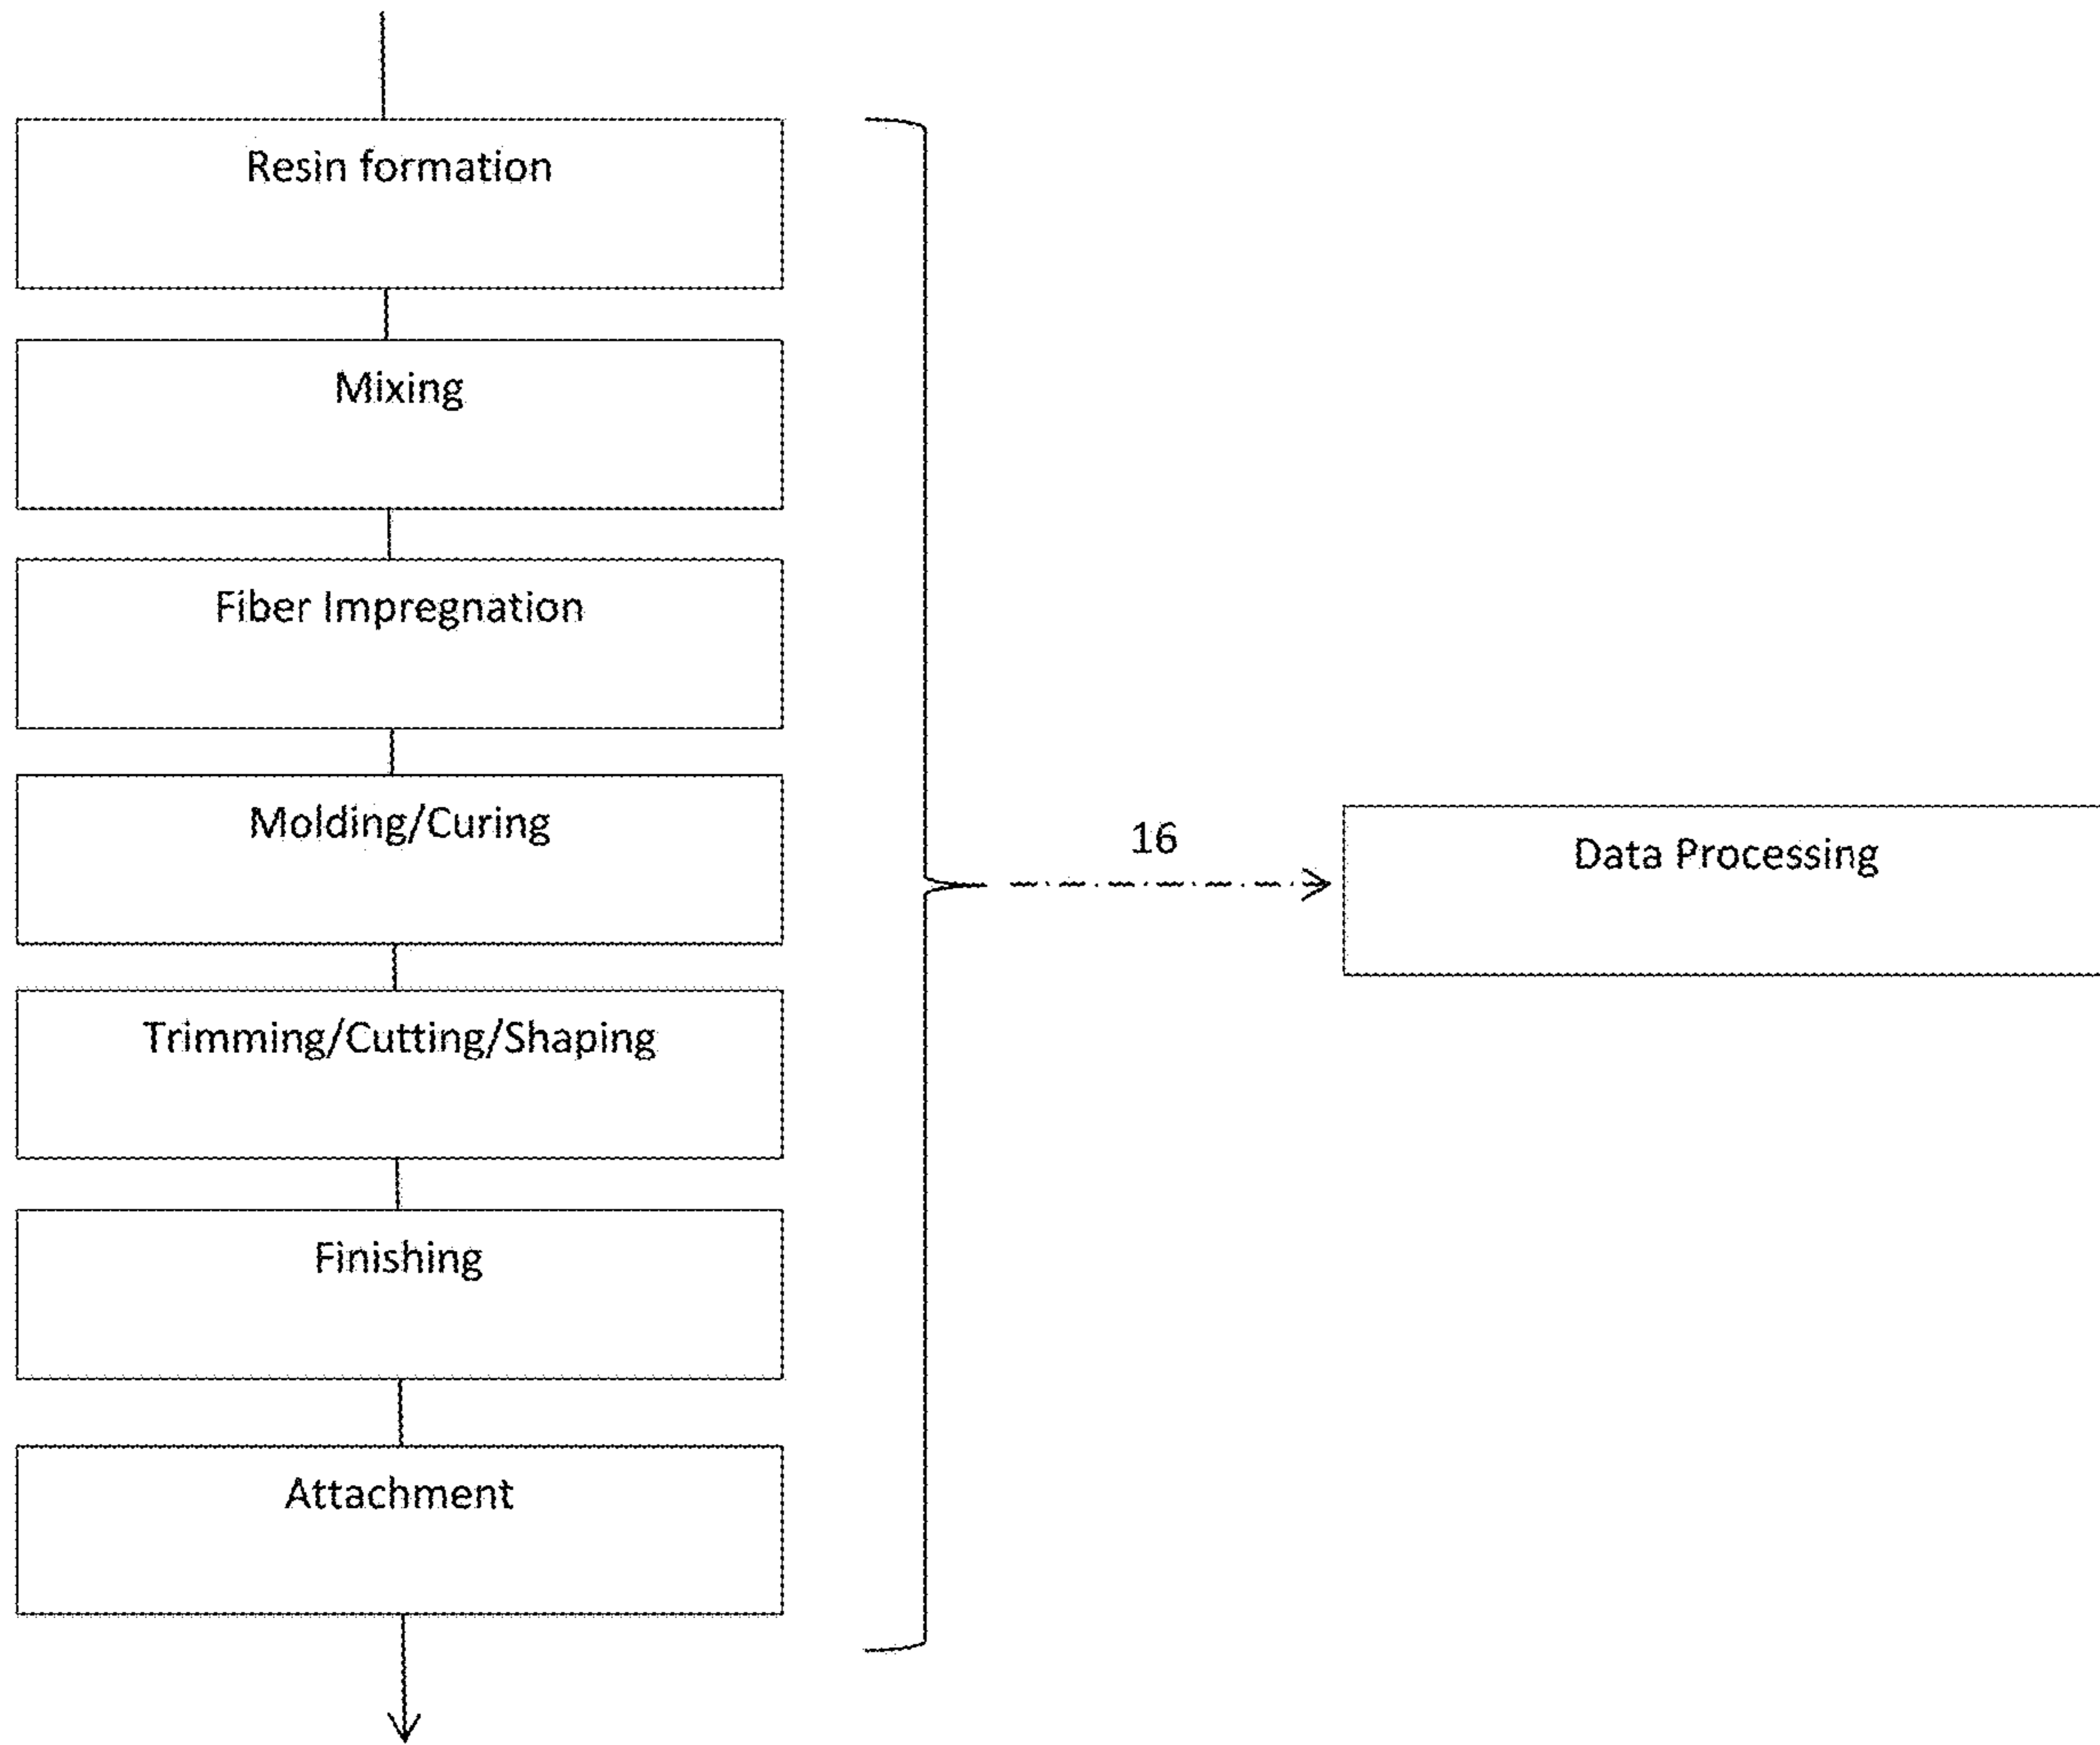 Resin formation
Mixing
Fiber Impregnation
Molding/Curing
Trimming/Cutting/Shaping
Finishing
Attachment
16
Data Processing